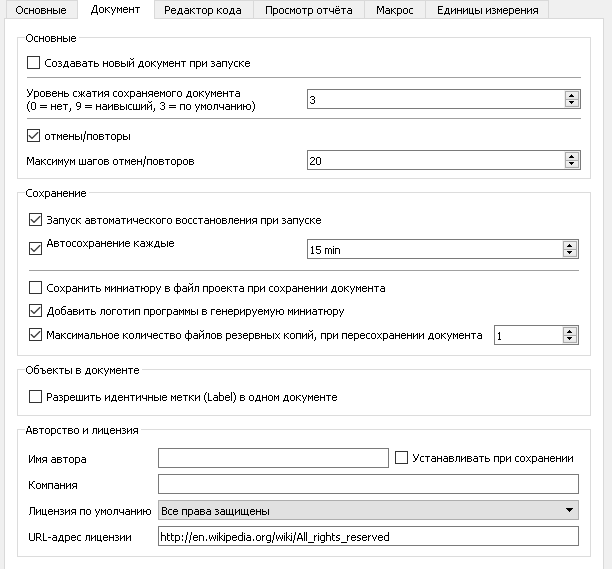 Основные Документ Редактор кода Просмотр отчёта Макрос Единицы измерения
Основные
Создавать новый документ при запуске
Уровень сжатия сохраняемого документа
(0 = нет, 9 = наивысший, 3 = по умолчанию) 3
отмены/повторы
Максимум шагов отмен/повторов 20
Сохранение
Запуск автоматического восстановления при запуске
Автосохранение каждые 15 min
Сохранить миниатюру в файл проекта при сохранении документа
Добавить логотип программы в генерируемую миниатюру
Максимальное количество файлов резервных копий, при пересохранении документа 1
Объекты в документе
Разрешить идентичные метки (Label) в одном документе
Авторство и лицензия
Имя автора Устанавливать при сохранении
Компания
Лицензия по умолчанию Все права защищены
URL-адрес лицензии http://en.wikipedia.org/wiki/All_rights_reserved